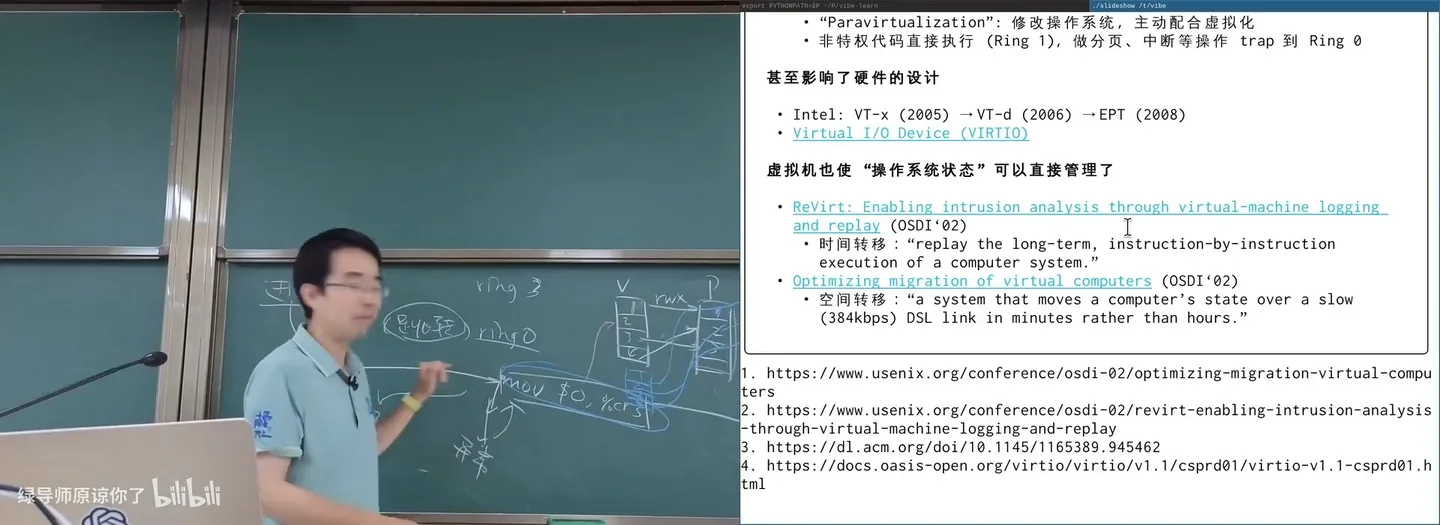 export PYTHONPATH=$P ~/P/vibe-learn
./slideshow /t/vibe
• “Paravirtualization”: 修改操作系统, 主动配合虚拟化
• 非特权代码直接执行 (Ring 1), 做分页、中断等操作 trap 到 Ring 0
甚至影响了硬件的设计
• Intel: VT-x (2005) →VT-d (2006) →EPT (2008)
• Virtual I/O Device (VIRTIO)
虚拟机也使 “操作系统状态” 可以直接管理了
• ReVirt: Enabling intrusion analysis through virtual-machine logging
and replay (OSDI‘02)
• 时间转移：“replay the long-term, instruction-by-instruction
execution of a computer system.”
• Optimizing migration of virtual computers (OSDI‘02)
• 空间转移：“a system that moves a computer’s state over a slow
(384kbps) DSL link in minutes rather than hours.”
1. https://www.usenix.org/conference/osdi-02/optimizing-migration-virtual-compu
ters
2. https://www.usenix.org/conference/osdi-02/revirt-enabling-intrusion-analysis
-through-virtual-machine-logging-and-replay
3. https://dl.acm.org/doi/10.1145/1165389.945462
4. https://docs.oasis-open.org/virtio/virtio/v1.1/csprd01/virtio-v1.1-csprd01.h
tml
ring 3
ring 0
V
rwx
P
1
2
3
4
mov $0, %cr3
异常
绿导师原谅你了 bilibili